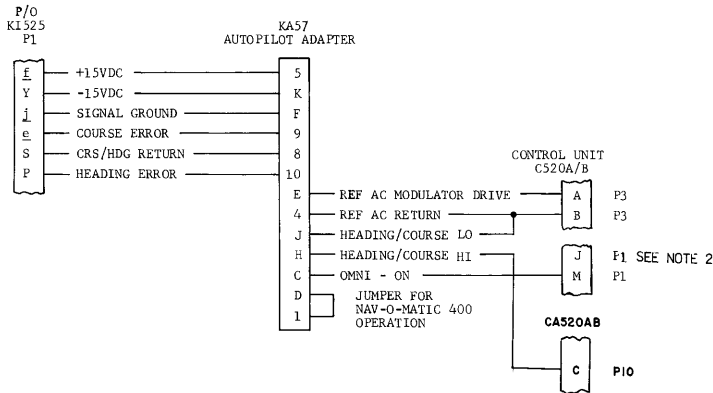 P/O
KI525
P1
KA57
AUTOPILOT ADAPTER
f +15VDC 5
Y -15VDC K
j SIGNAL GROUND F
e COURSE ERROR 9
S CRS/HDG RETURN 8
P HEADING ERROR 10
CONTROL UNIT
C520A/B
E REF AC MODULATOR DRIVE A P3
4 REF AC RETURN B P3
J HEADING/COURSE LO
H HEADING/COURSE HI J P1 SEE NOTE 2
C OMNI - ON M P1
D JUMPER FOR
NAV-O-MATIC 400
1 OPERATION
CA520AB
C P10